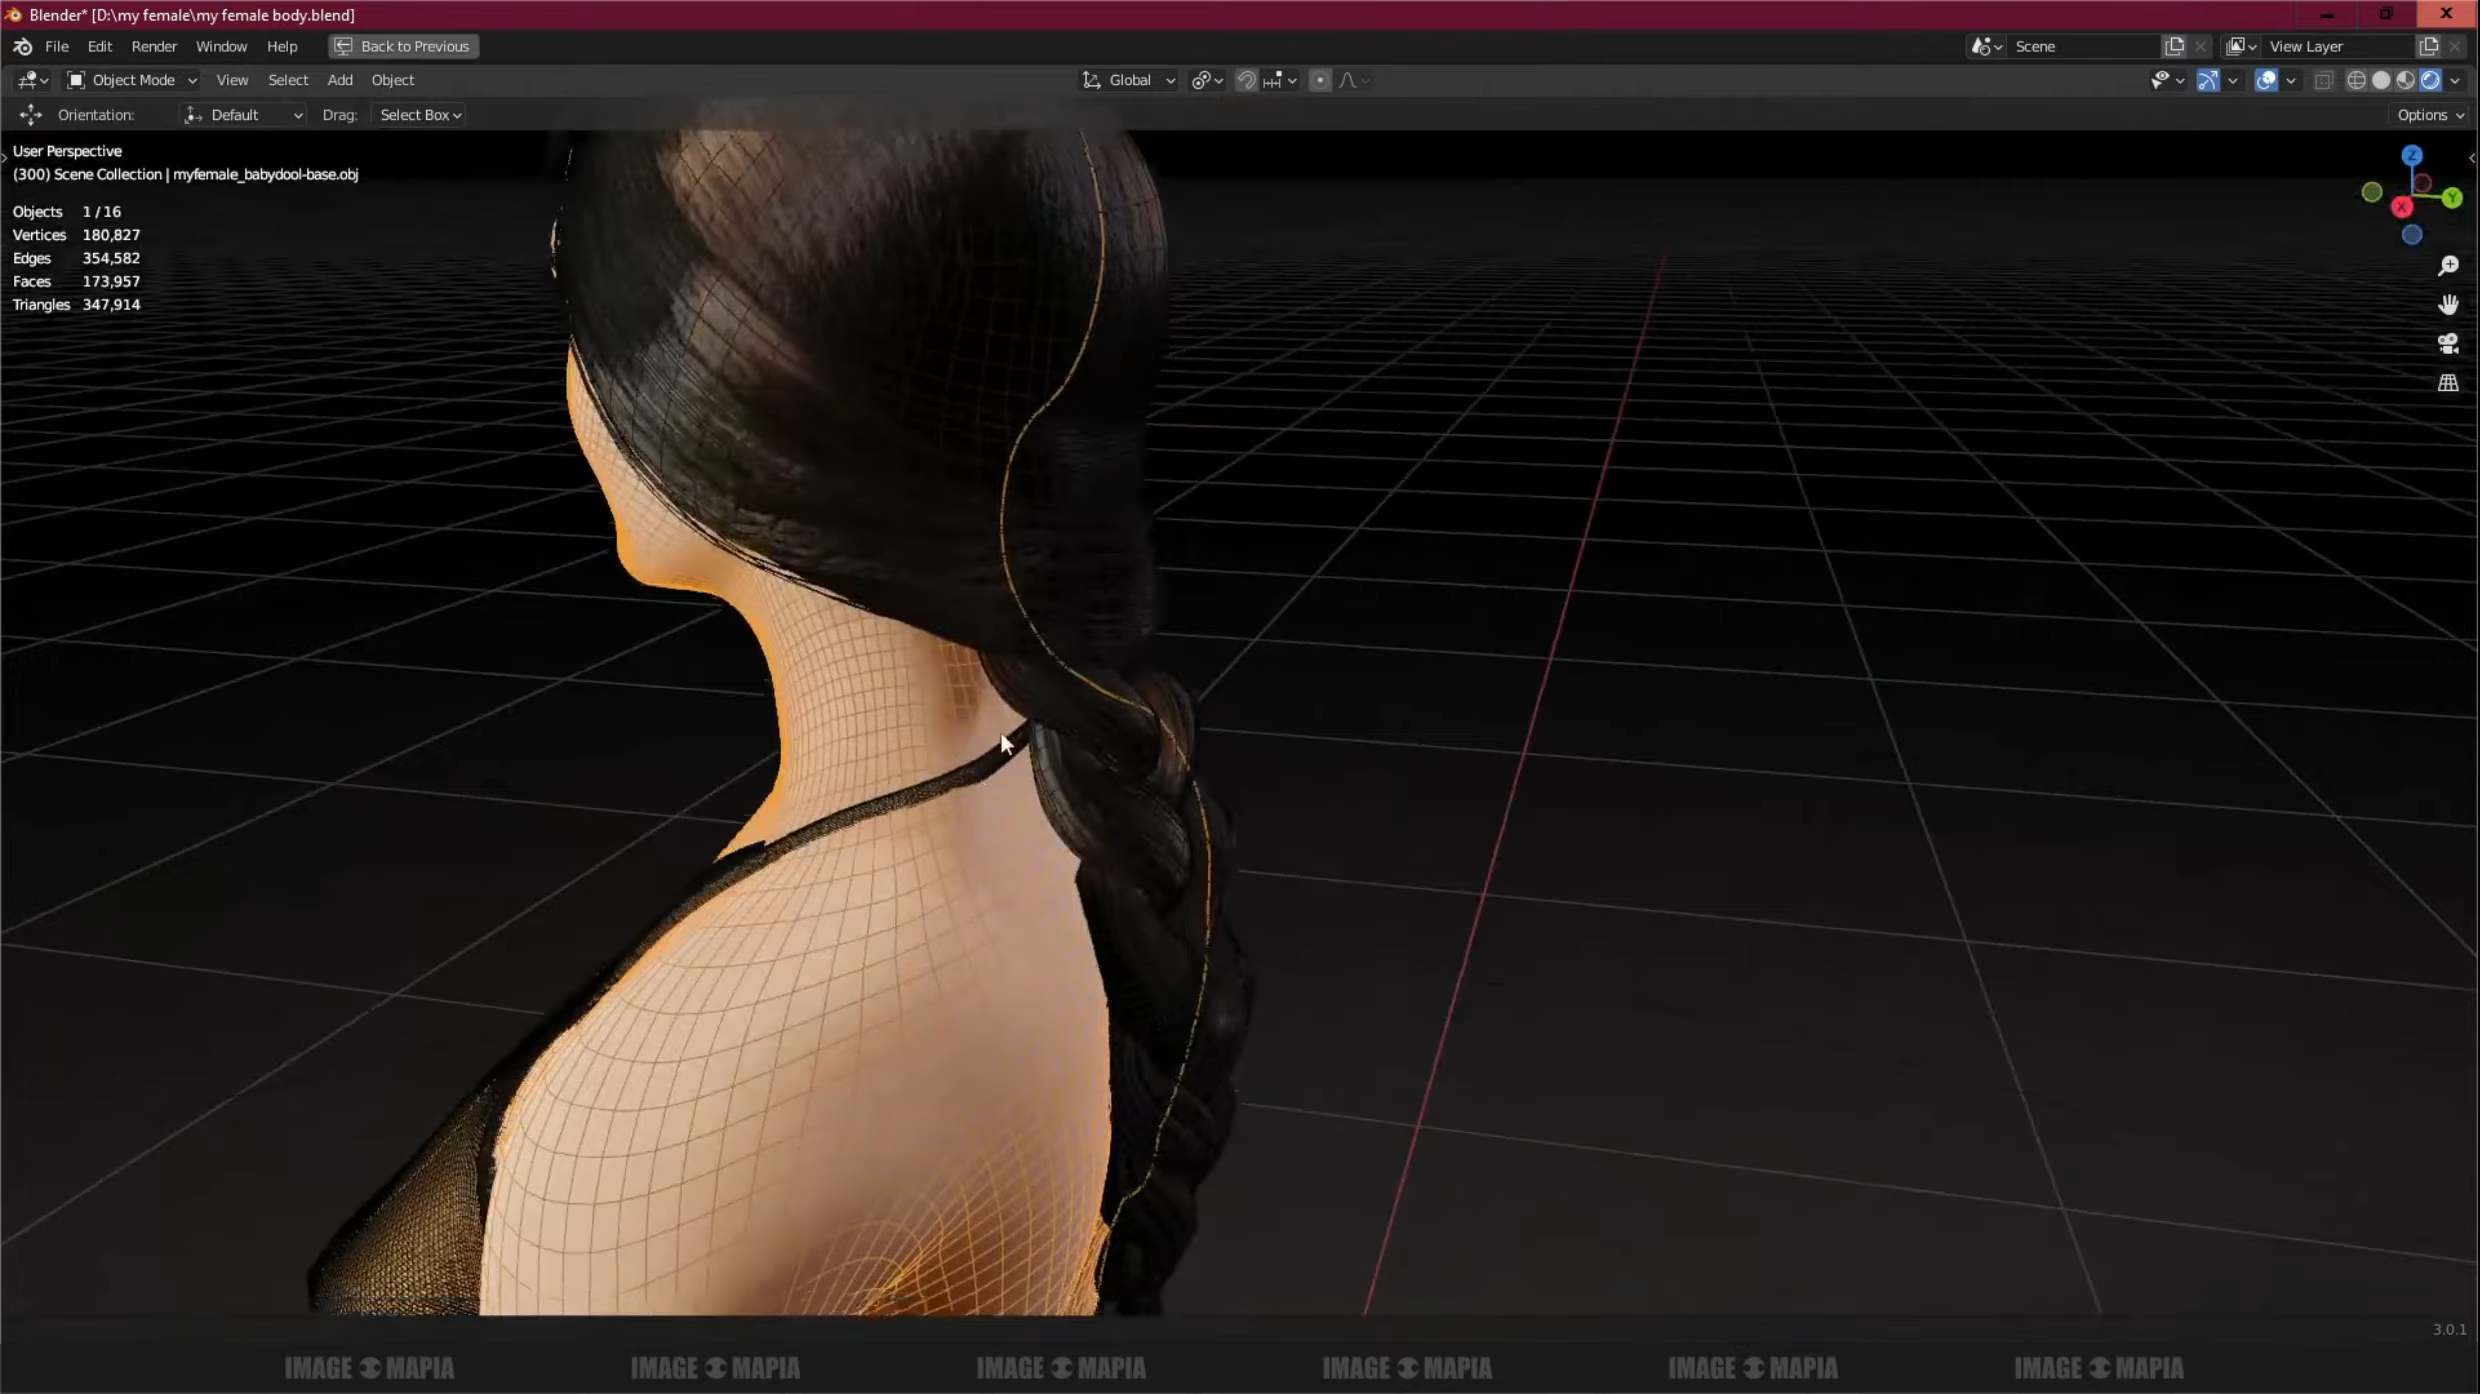 Blender* [D:\my female\my female body.blend]
File Edit Render Window Help Back to Previous Scene View Layer
Object Mode View Select Add Object Global
Orientation: Default Drag: Select Box Options
User Perspective
(300) Scene Collection | myfemale_babydool-base.obj
Objects 1 / 16
Vertices 180,827
Edges 354,582
Faces 173,957
Triangles 347,914
Z
Y
X
3.0.1
IMAGE MAPIA IMAGE MAPIA IMAGE MAPIA IMAGE MAPIA IMAGE MAPIA IMAGE MAPIA